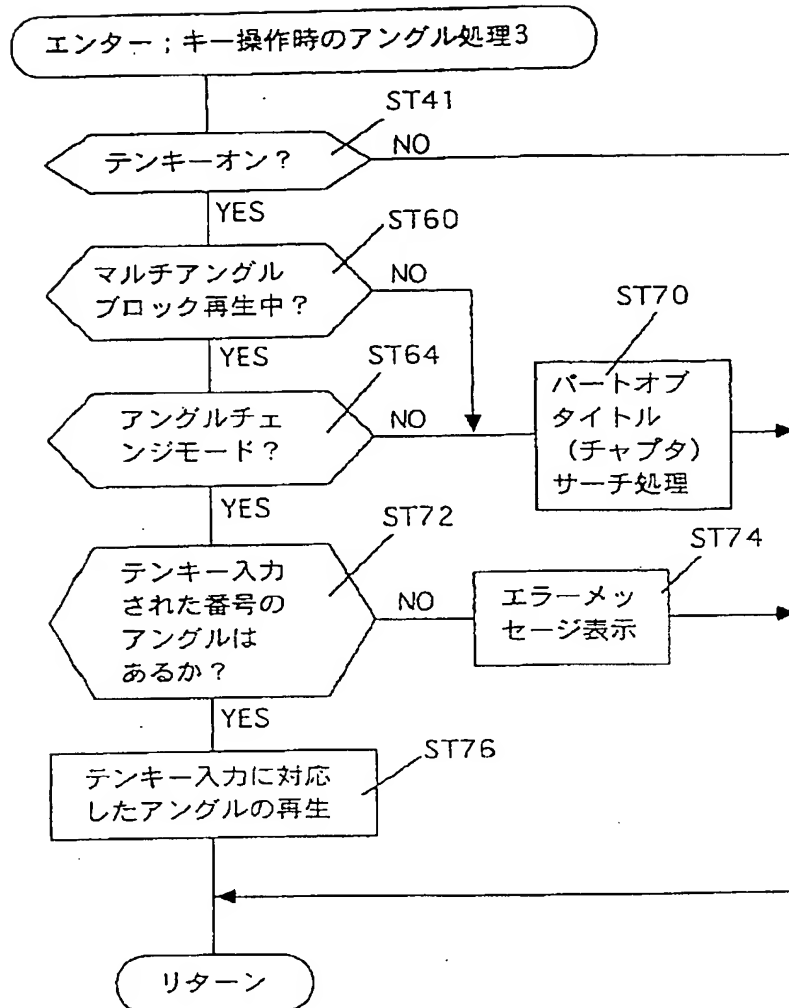 エンター；キー操作時のアングル処理3
ST41
テンキーオン？
NO
YES
ST60
マルチアングル
ブロック再生中？
NO
YES
ST70
パートオブ
タイトル
（チャプタ）
サーチ処理
ST64
アングルチェ
ンジモード？
NO
YES
ST72
テンキー入力
された番号の
アングルは
あるか？
NO
ST74
エラーメッ
セージ表示
YES
ST76
テンキー入力に対応
したアングルの再生
リターン